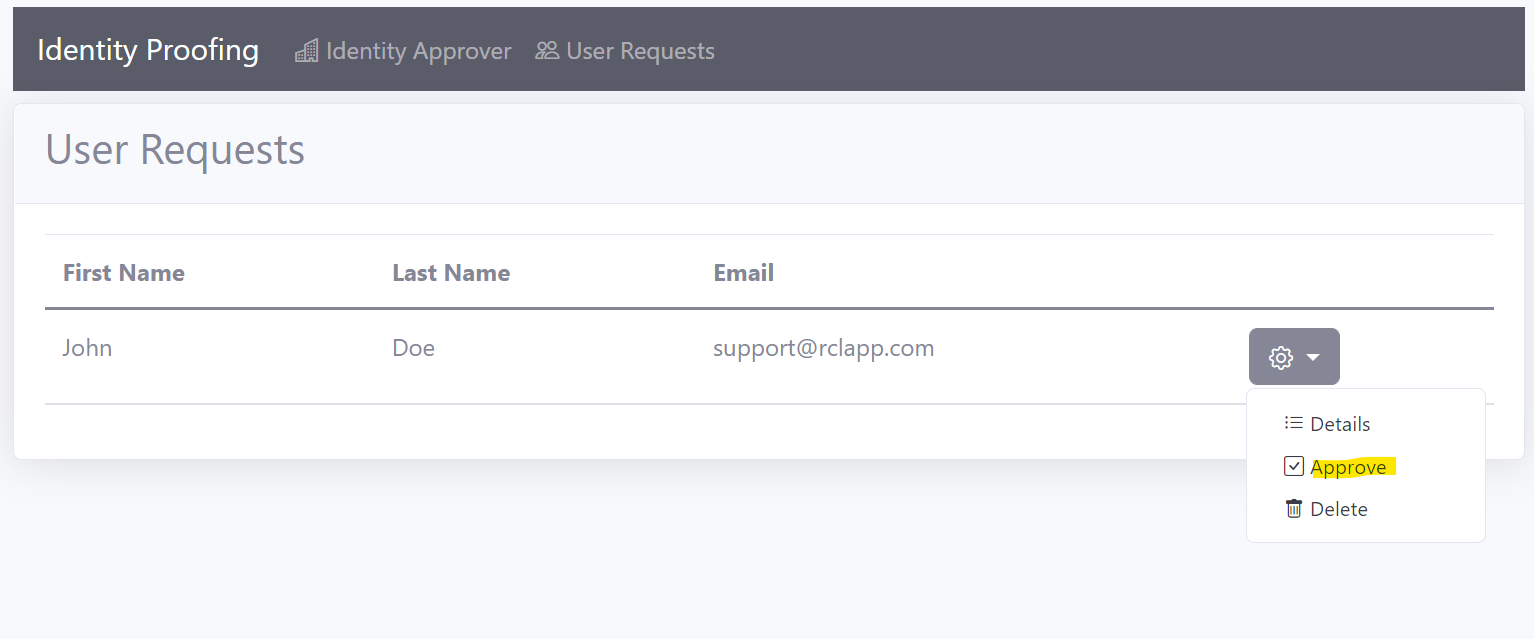 Identity Proofing Identity Approver User Requests
User Requests
First Name Last Name Email
John Doe support@rclapp.com
Details
Approve
Delete